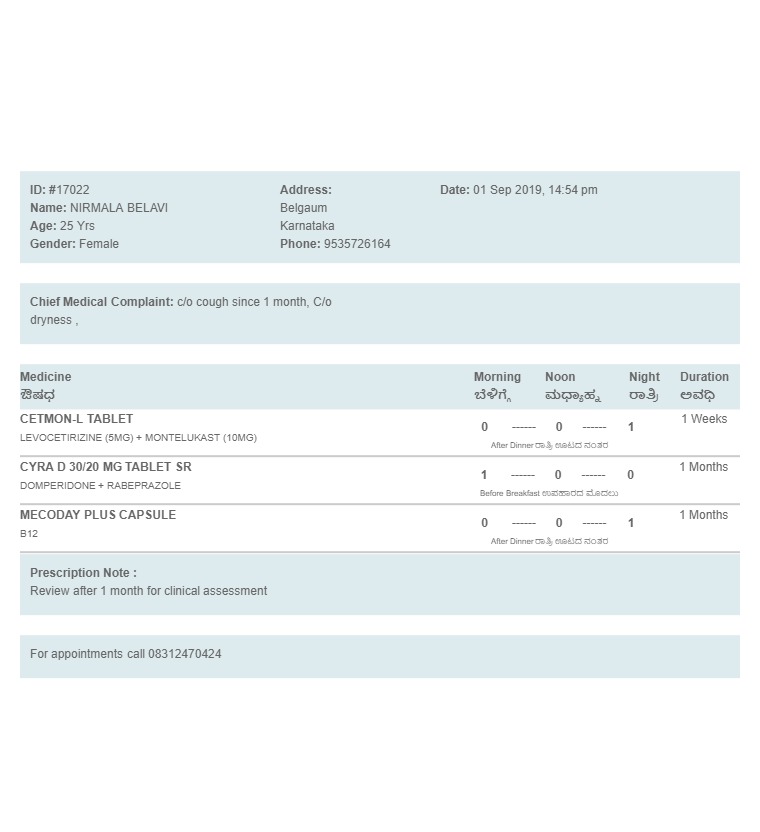 ID: #17022 Address: Date: 01 Sep 2019, 14:54 pm
Name: NIRMALA BELAVI Belgaum
Age: 25 Yrs Karnataka
Gender: Female Phone: 9535726164
Chief Medical Complaint: c/o cough since 1 month, C/o
dryness ,
Medicine Morning Noon Night Duration
ಔಷಧ ಬೆಳಿಗ್ಗೆ ಮಧ್ಯಾಹ್ನ ರಾತ್ರಿ ಅವಧಿ
CETMON-L TABLET 0 ------ 0 ------ 1 1 Weeks
LEVOCETIRIZINE (5MG) + MONTELUKAST (10MG)
After Dinner ರಾತ್ರಿ ಊಟದ ನಂತರ
CYRA D 30/20 MG TABLET SR 1 ------ 0 ------ 0 1 Months
DOMPERIDONE + RABEPRAZOLE
Before Breakfast ಉಪಹಾರದ ಮೊದಲು
MECODAY PLUS CAPSULE 0 ------ 0 ------ 1 1 Months
B12
After Dinner ರಾತ್ರಿ ಊಟದ ನಂತರ
Prescription Note :
Review after 1 month for clinical assessment
For appointments call 08312470424